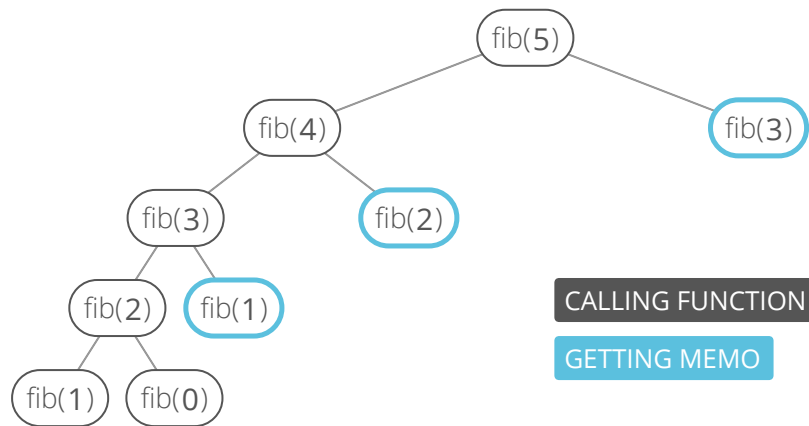 fib(5)
fib(4)
fib(3)
fib(3)
fib(2)
fib(2)
fib(1)
CALLING FUNCTION
GETTING MEMO
fib(1)
fib(0)